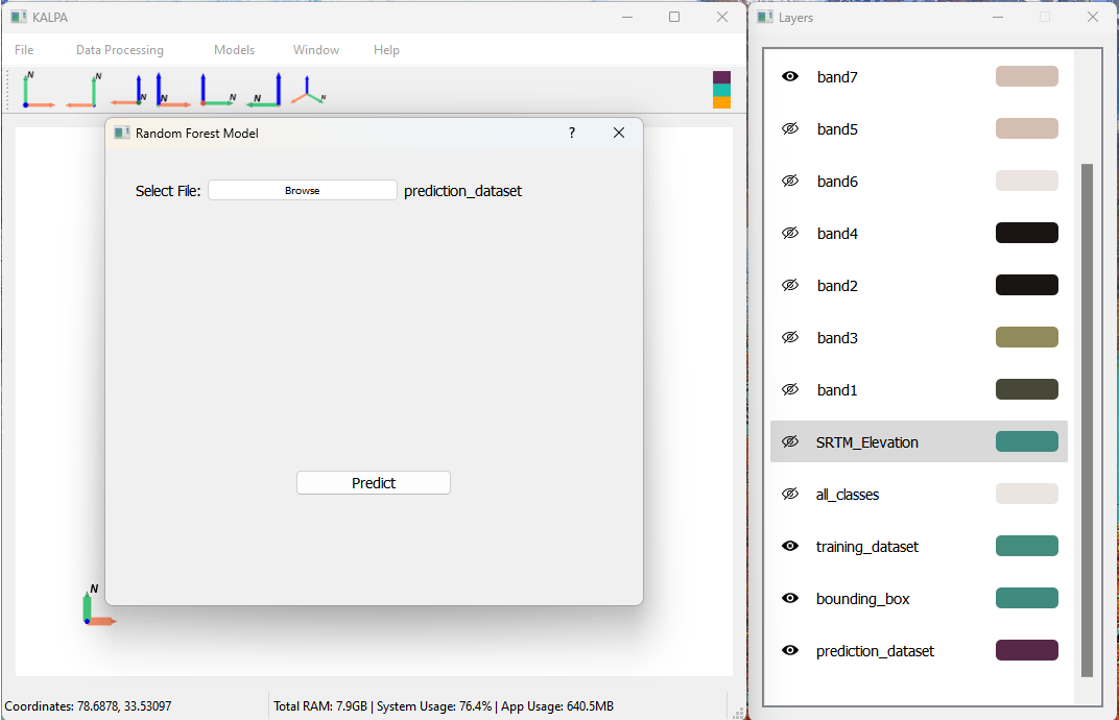 KALPA
File Data Processing Models Window Help
N N N N N N N
Random Forest Model ?
Select File: Browse prediction_dataset
Predict
N
Coordinates: 78.6878, 33.53097 Total RAM: 7.9GB | System Usage: 76.4% | App Usage: 640.5MB
Layers
band7
band5
band6
band4
band2
band3
band1
SRTM_Elevation
all_classes
training_dataset
bounding_box
prediction_dataset